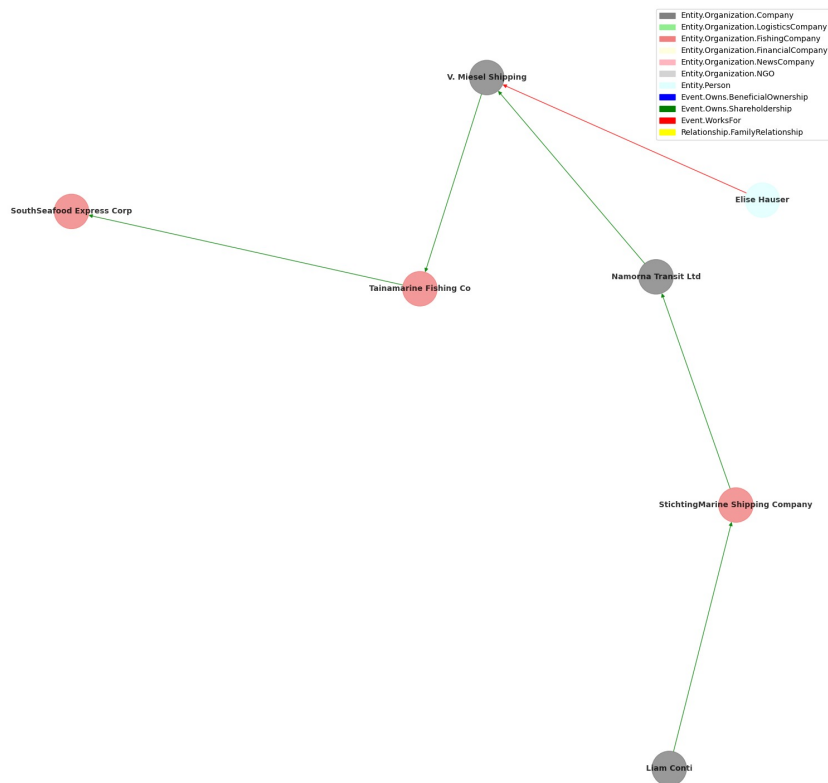 Entity.Organization.Company
Entity.Organization.LogisticsCompany
Entity.Organization.FishingCompany
Entity.Organization.FinancialCompany
Entity.Organization.NewsCompany
Entity.Organization.NGO
Entity.Person
Event.Owns.BeneficialOwnership
Event.Owns.Shareholdership
Event.WorksFor
Relationship.FamilyRelationship
V. Miesel Shipping
Elise Hauser
SouthSeafood Express Corp
Namorna Transit Ltd
Tainamarine Fishing Co
StichtingMarine Shipping Company
Liam Conti